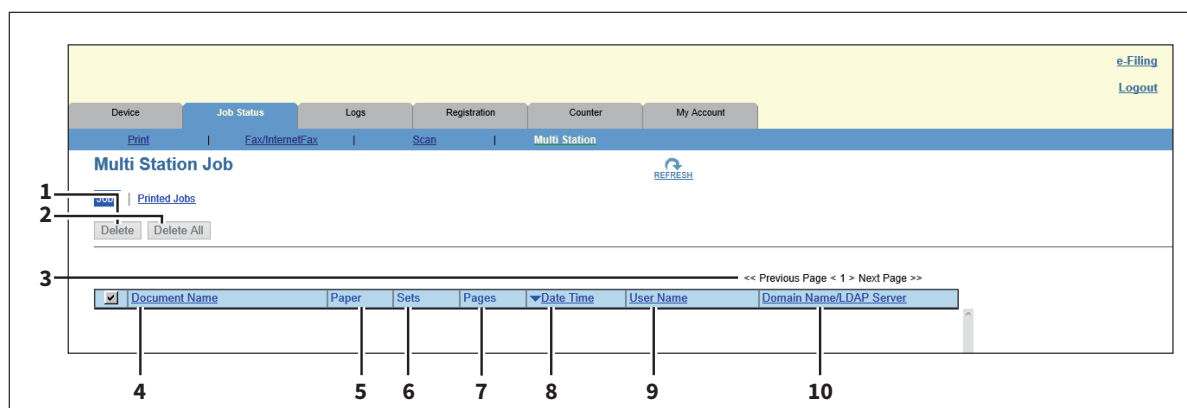 e-Filing
Logout
Device Job Status Logs Registration Counter My Account
Print | Fax/InternetFax | Scan | Multi Station
Multi Station Job
REFRESH
1
Job | Printed Jobs
2
Delete Delete All
3
<< Previous Page < 1 > Next Page >>
Document Name Paper Sets Pages Date Time User Name Domain Name/LDAP Server
4 5 6 7 8 9 10